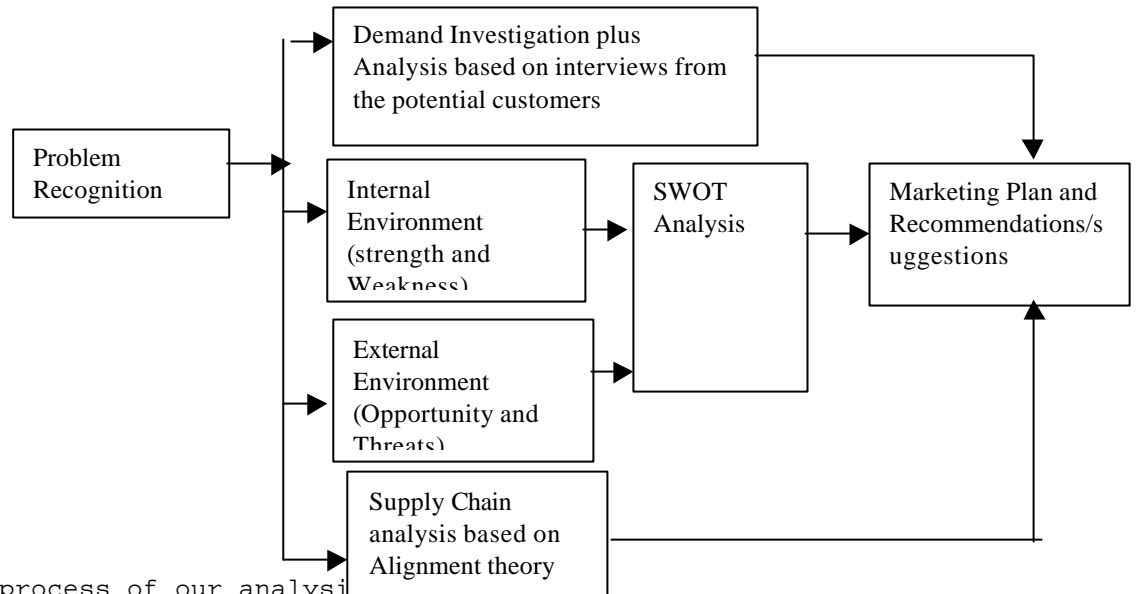 Demand Investigation plus
Analysis based on interviews from
the potential customers
Problem
Recognition
Internal
Environment
(strength and
Weakness)
SWOT
Analysis
Marketing Plan and
Recommendations/s
uggestions
External
Environment
(Opportunity and
Threats)
Supply Chain
analysis based on
Alignment theory
process of our analysi